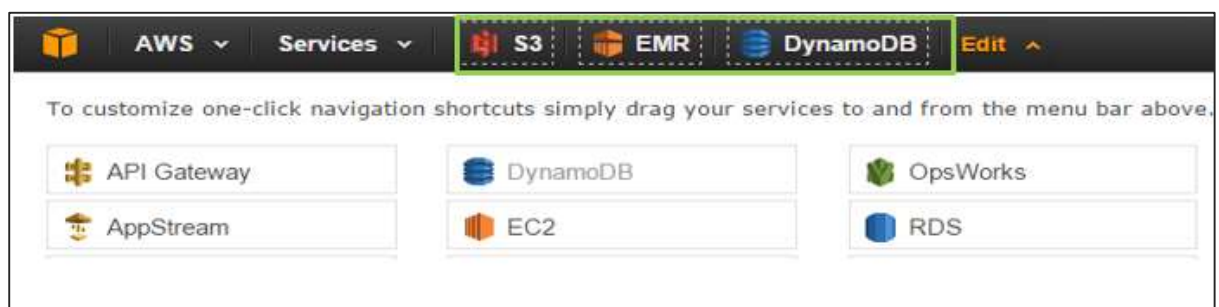 AWS Services S3 EMR DynamoDB Edit
To customize one-click navigation shortcuts simply drag your services to and from the menu bar above.
API Gateway DynamoDB OpsWorks
AppStream EC2 RDS